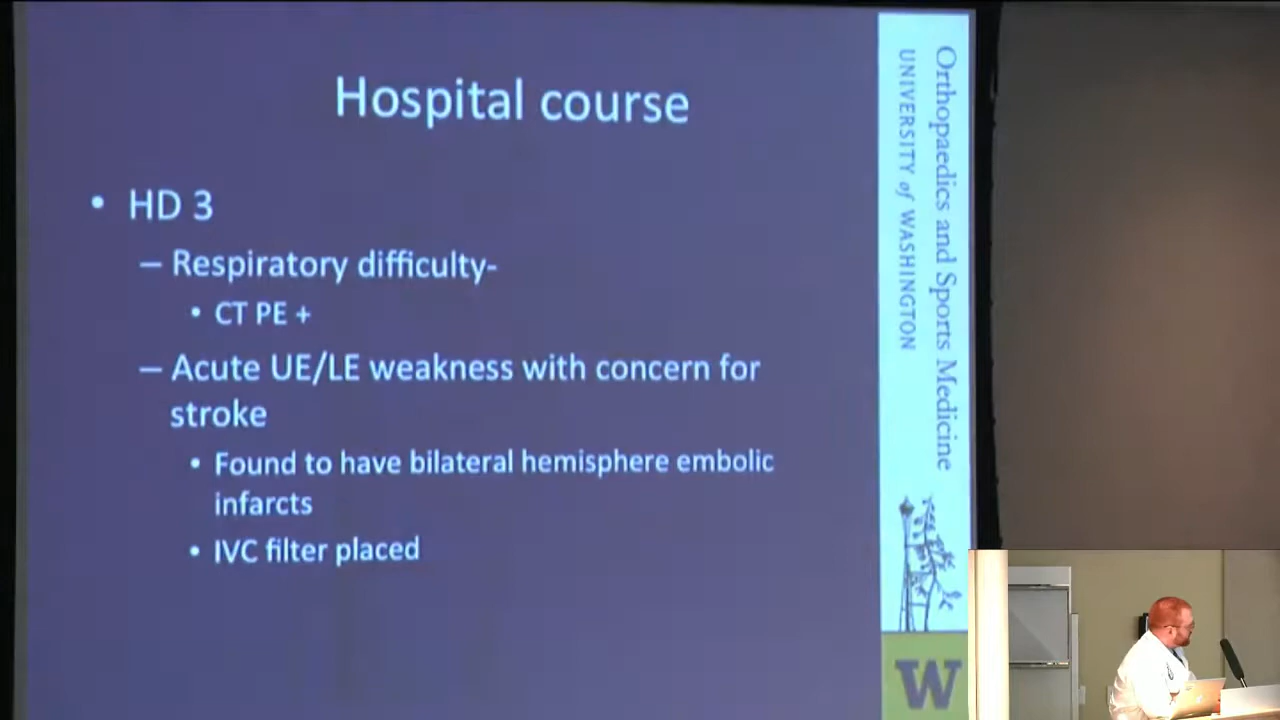 Hospital course
• HD 3
– Respiratory difficulty-
• CT PE +
– Acute UE/LE weakness with concern for
stroke
• Found to have bilateral hemisphere embolic
infarcts
• IVC filter placed
Orthopaedics and Sports Medicine
UNIVERSITY of WASHINGTON
W